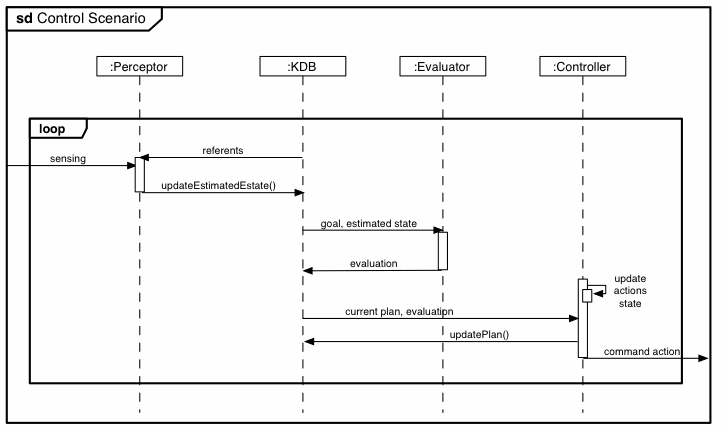 sd Control Scenario
:Perceptor
:KDB
:Evaluator
:Controller
loop
referents
sensing
updateEstimatedEstate()
goal, estimated state
evaluation
update
actions
state
current plan, evaluation
updatePlan()
command action